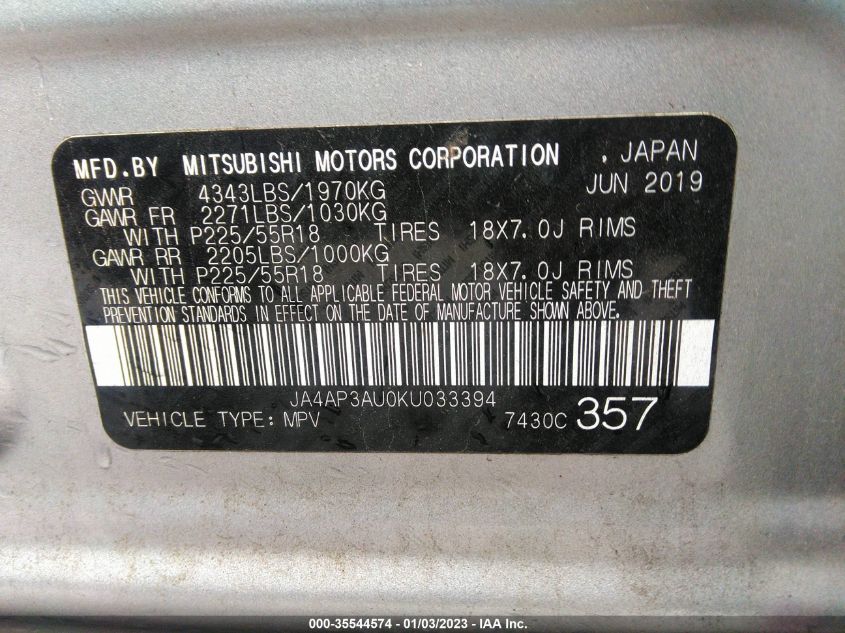 MFD.BY MITSUBISHI MOTORS CORPORATION . JAPAN
GVWR 4343LBS/1970KG JUN 2019
GAWR FR 2271LBS/1030KG
WITH P225/55R18 TIRES 18X7.0J RIMS
GAWR RR 2205LBS/1000KG
WITH P225/55R18 TIRES 18X7.0J RIMS
THIS VEHICLE CONFORMS TO ALL APPLICABLE FEDERAL MOTOR VEHICLE SAFETY AND THEFT
PREVENTION STANDARDS IN EFFECT ON THE DATE OF MANUFACTURE SHOWN ABOVE.
JA4AP3AU0KU033394
VEHICLE TYPE: MPV 7430C 357
000-35544574 - 01/03/2023 - © IAA Inc.